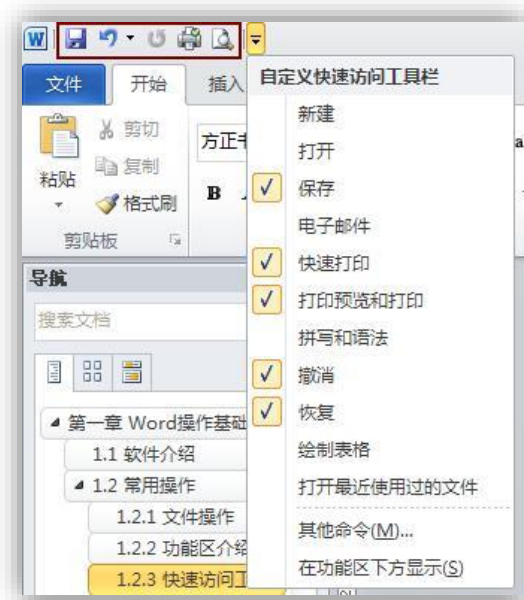 W
文件 开始 插入
粘贴 剪切
复制
格式刷
剪贴板
方正
B
a
导航
搜索文档
第一章 Word操作基础
1.1 软件介绍
1.2 常用操作
1.2.1 文件操作
1.2.2 功能区介绍
1.2.3 快速访问工
自定义快速访问工具栏
新建
打开
保存
电子邮件
快速打印
打印预览和打印
拼写和语法
撤消
恢复
绘制表格
打开最近使用过的文件
其他命令(M)...
在功能区下方显示(S)